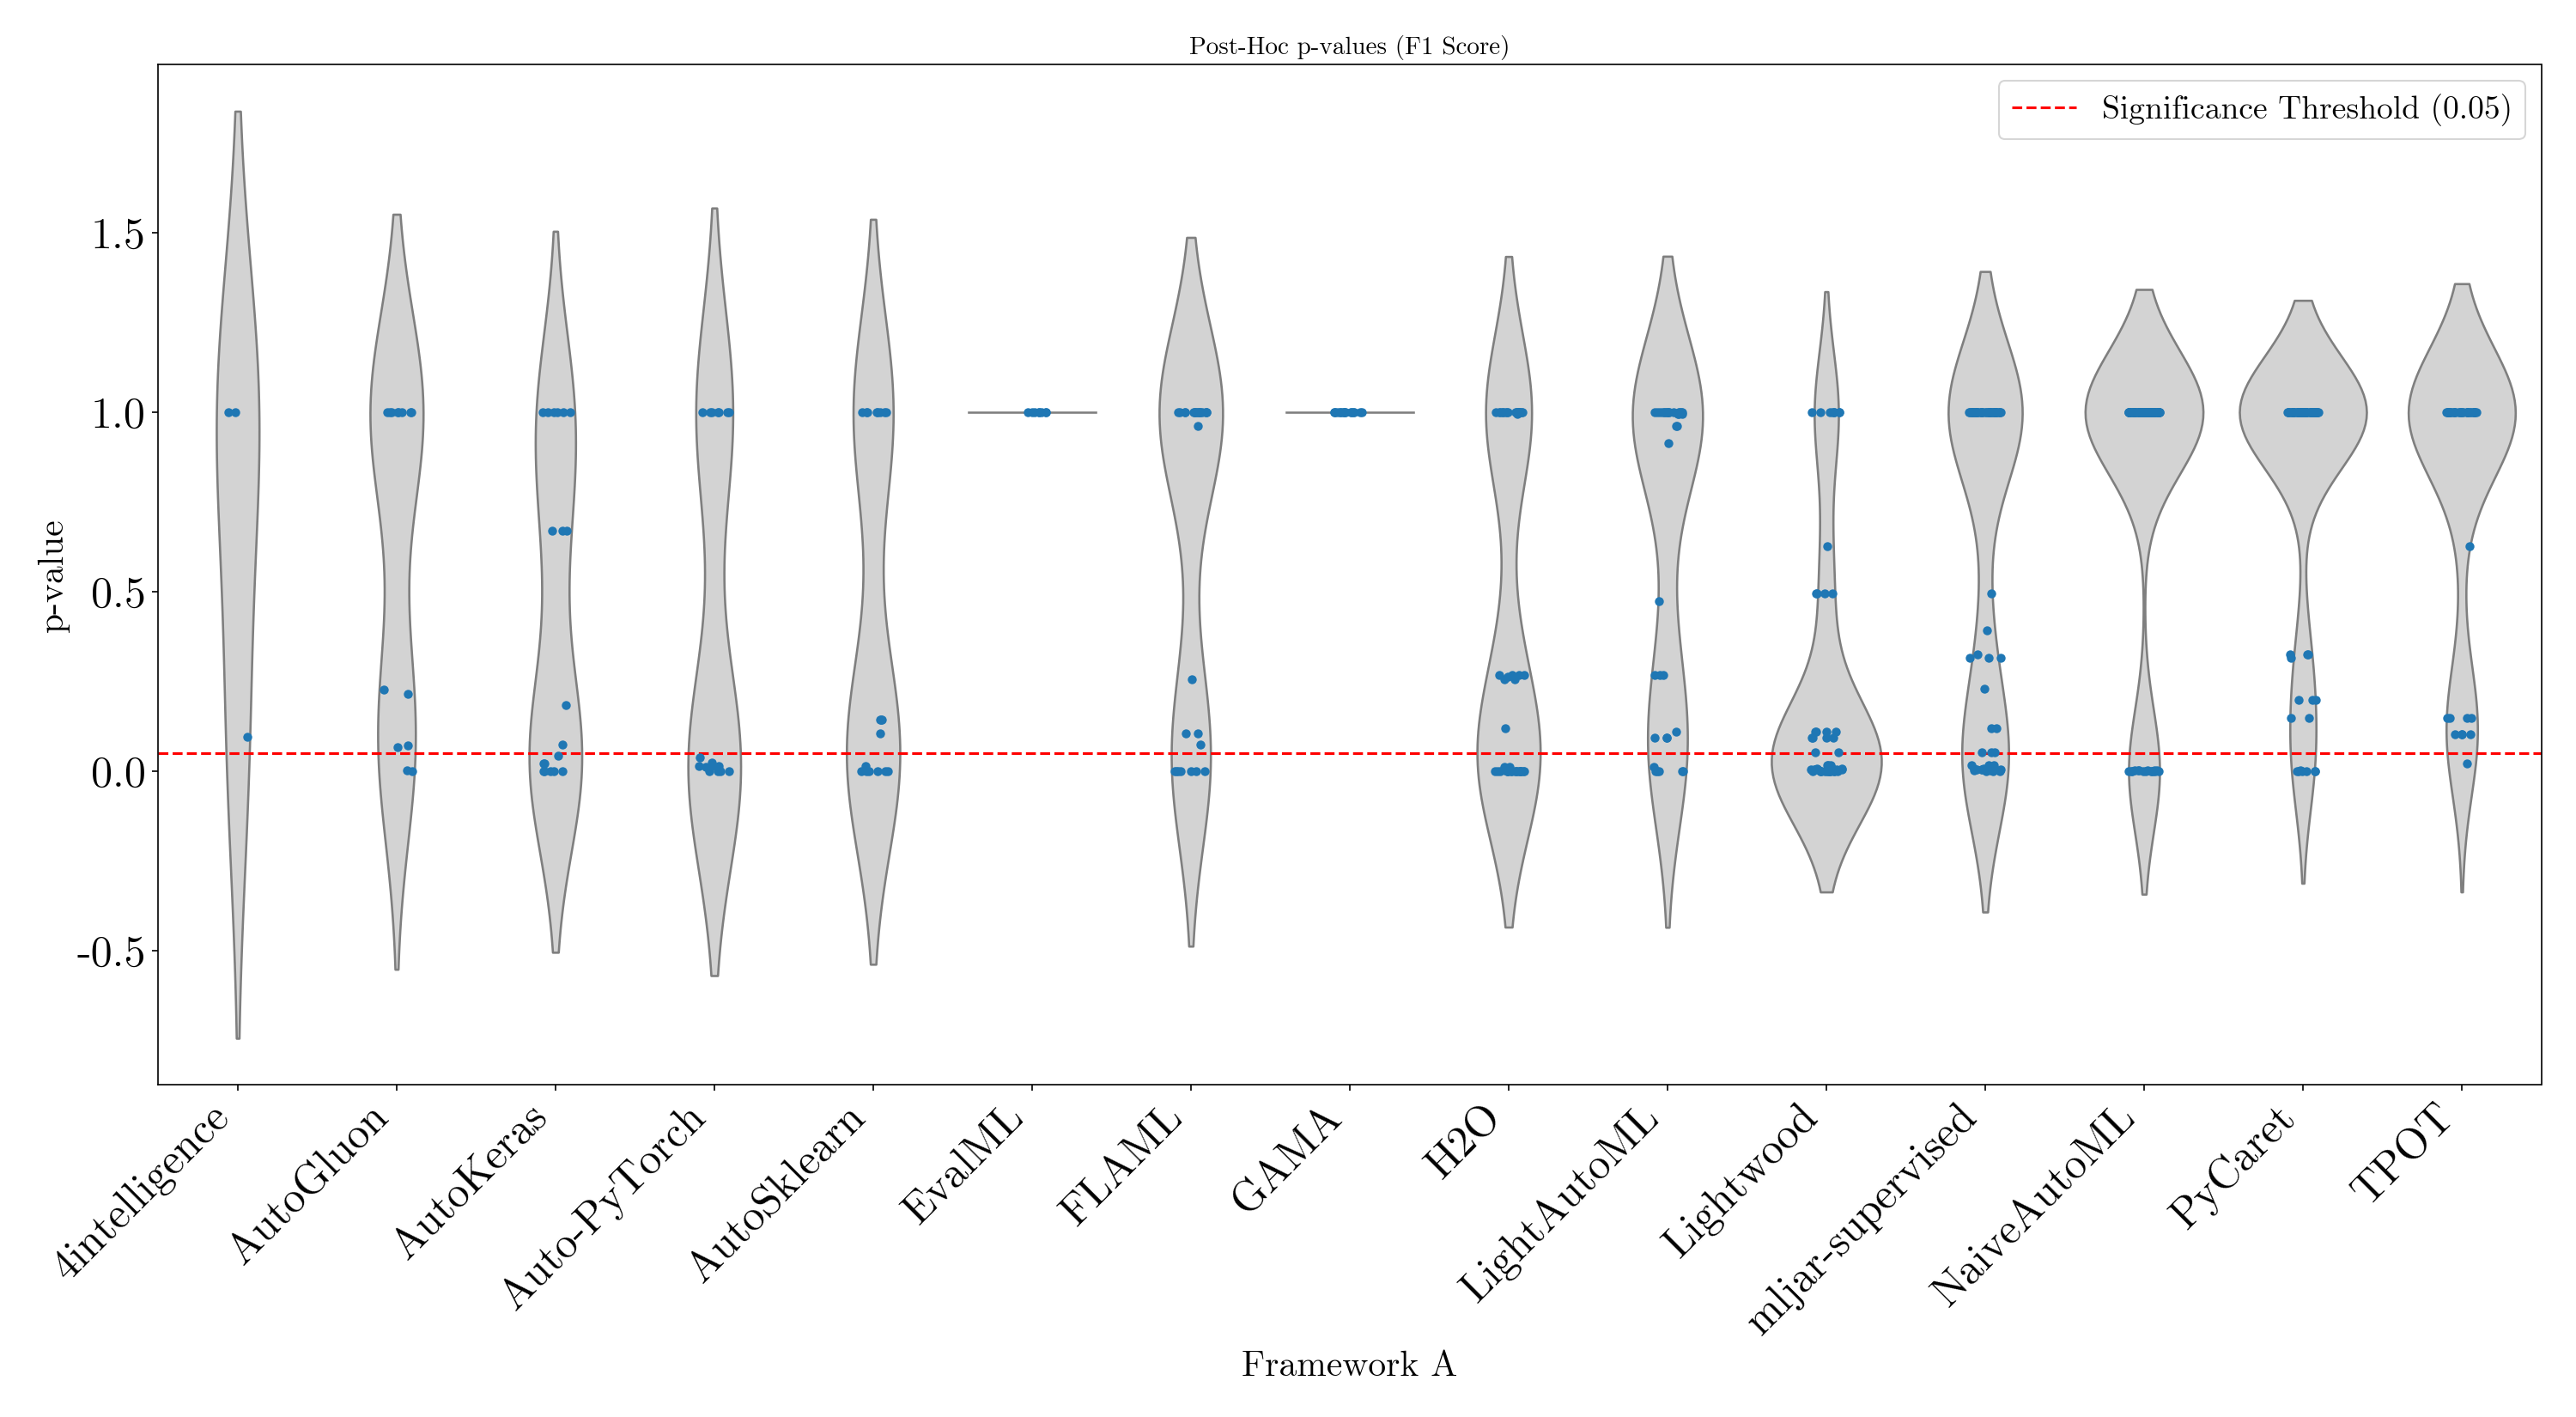 Post-Hoc p-values (F1 Score)
Significance Threshold (0.05)
p-value
1.5
1.0
0.5
0.0
-0.5
4intelligence
AutoGluon
AutoKeras
Auto-PyTorch
AutoSklearn
EvalML
FLAML
GAMA
H2O
LightAutoML
Lightwood
mljar-supervised
NaiveAutoML
PyCaret
TPOT
Framework A